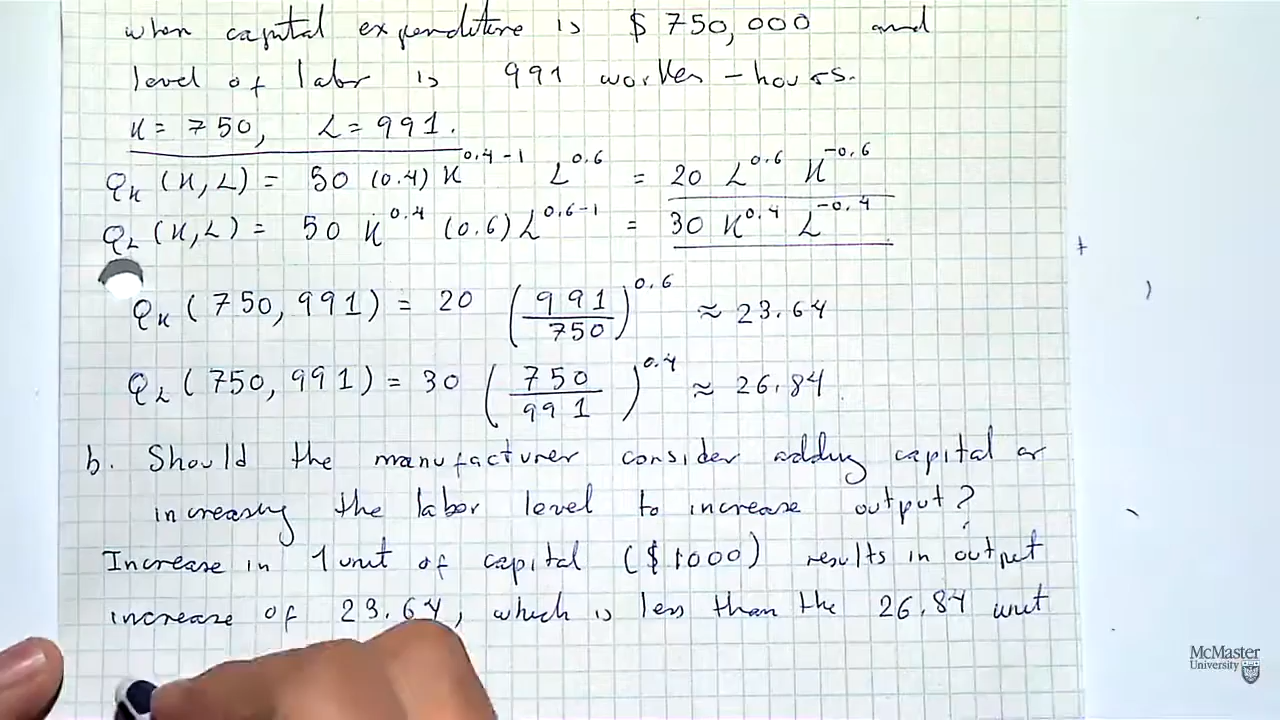 when capital expenditure is $ 750,000 and
level of labor is 991 worker-hours.
K = 750, L = 991.
Q_K (K,L) = 50 (0.4) K^{0.4-1} L^{0.6} = 20 L^{0.6} K^{-0.6}
Q_L (K,L) = 50 K^{0.4} (0.6) L^{0.6-1} = 30 K^{0.4} L^{-0.4}
Q_K (750, 991) = 20 (991/750)^{0.6} ≈ 23.64
Q_L (750, 991) = 30 (750/991)^{0.4} ≈ 26.84
b. Should the manufacturer consider adding capital or
increasing the labor level to increase output?
Increase in 1 unit of capital ($1000) results in output
increase of 23.64, which is less than the 26.84 unit
McMaster
University